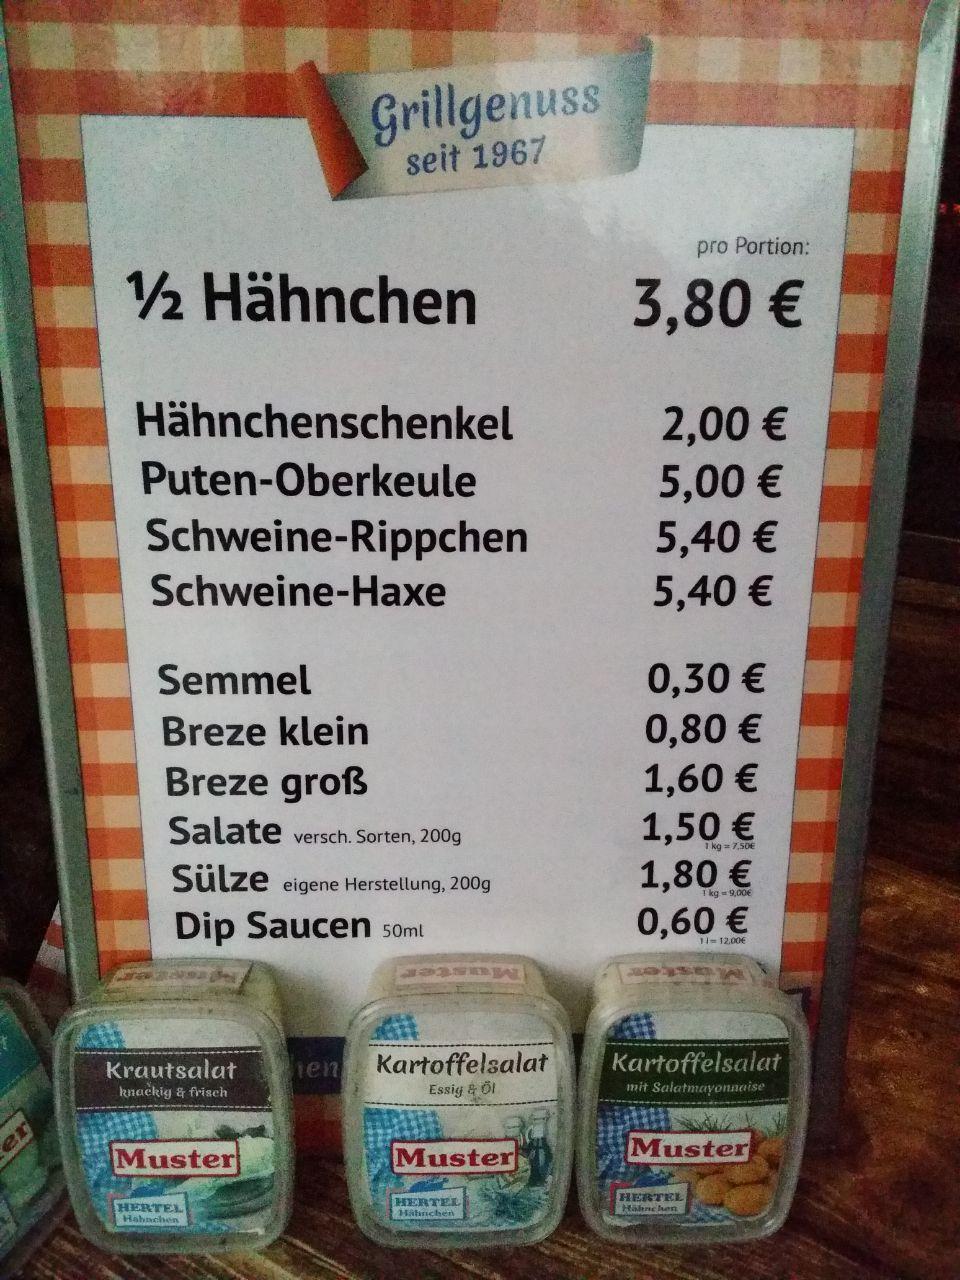 Grillgenuss
seit 1967
pro Portion:
½ Hähnchen 3,80 €
Hähnchenschenkel 2,00 €
Puten-Oberkeule 5,00 €
Schweine-Rippchen 5,40 €
Schweine-Haxe 5,40 €
Semmel 0,30 €
Breze klein 0,80 €
Breze groß 1,60 €
Salate versch. Sorten, 200g 1,50 €
1 kg = 7,50€
Sülze eigene Herstellung, 200g 1,80 €
1 kg = 9,00€
Dip Saucen 50ml 0,60 €
1 l = 12,00€
Muster
Muster
Muster
Krautsalat
knackig & frisch
Muster
HERTEL
Hähnchen
Kartoffelsalat
Essig & Öl
Muster
HERTEL
Hähnchen
Kartoffelsalat
mit Salatmayonnaise
Muster
HERTEL
Hähnchen